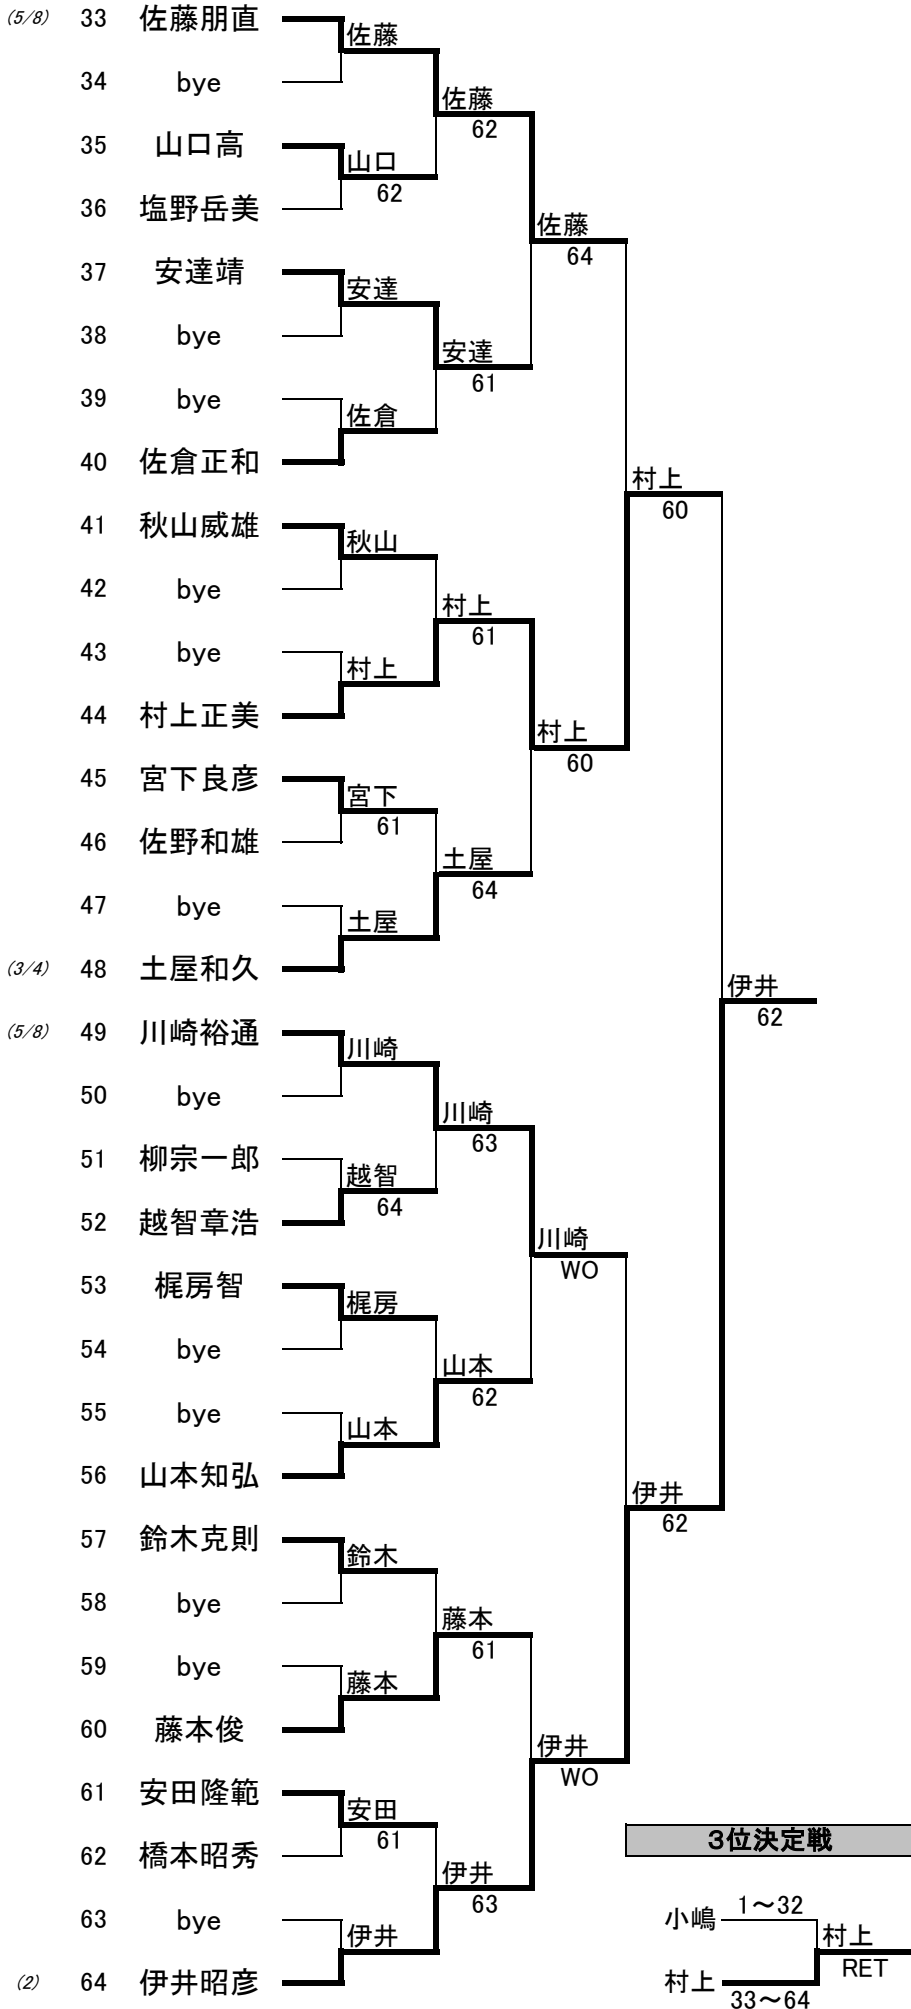 (5/8) 33 佐藤朋直
佐藤
34 bye
佐藤
62
35 山口高
山口
62
36 塩野岳美
佐藤
64
37 安達靖
安達
38 bye
安達
61
39 bye
佐倉
40 佐倉正和
村上
60
41 秋山威雄
秋山
42 bye
村上
61
43 bye
村上
44 村上正美
村上
60
45 宮下良彦
宮下
61
46 佐野和雄
土屋
64
47 bye
土屋
(3/4) 48 土屋和久
伊井
62
(5/8) 49 川崎裕通
川崎
50 bye
川崎
63
51 柳宗一郎
越智
64
52 越智章浩
川崎
WO
53 梶房智
梶房
54 bye
山本
62
55 bye
山本
56 山本知弘
伊井
62
57 鈴木克則
鈴木
58 bye
藤本
61
59 bye
藤本
60 藤本俊
伊井
WO
61 安田隆範
安田
61
62 橋本昭秀
伊井
63
63 bye
伊井
(2) 64 伊井昭彦
3位決定戦
小嶋 1～32
村上
RET
村上 33～64